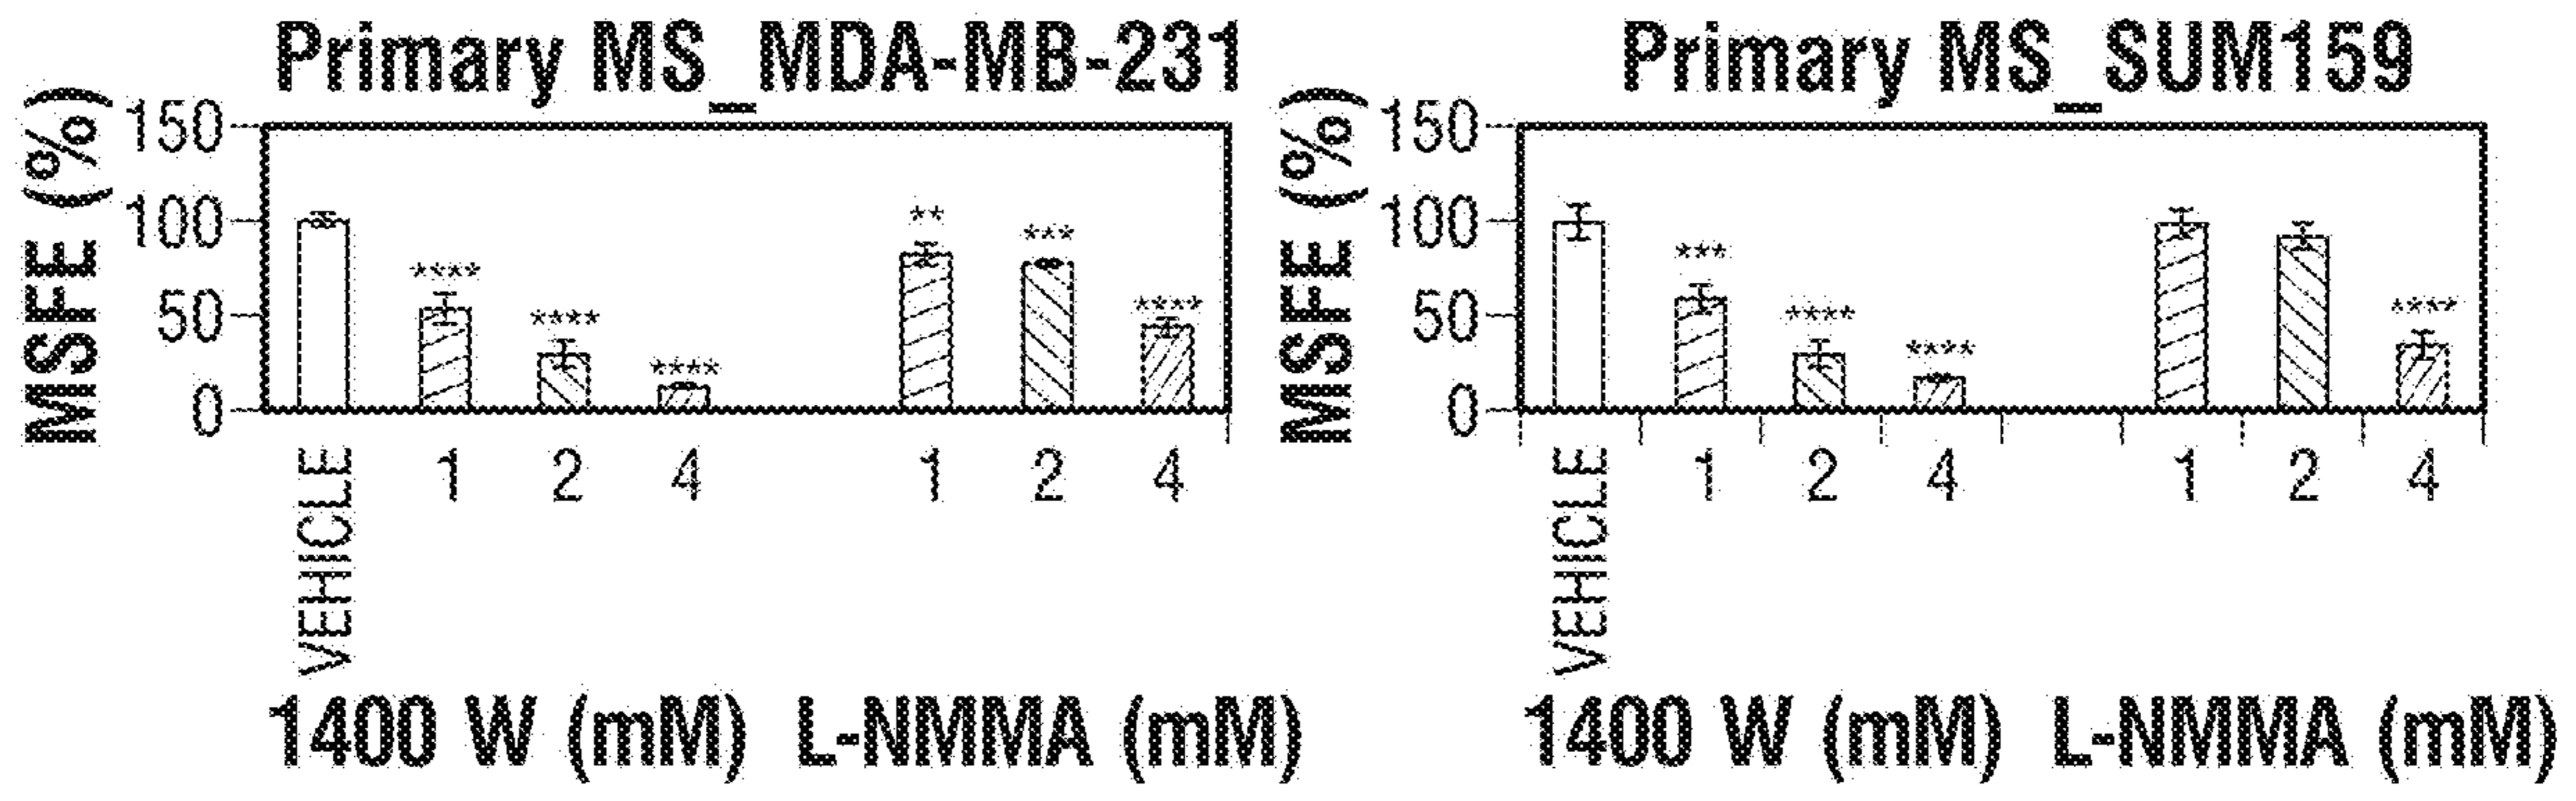 Primary MS_MDA-MB-231
MSFE (%)
150
100
50
0
**** **** **** ** *** ****
VEHICLE 1 2 4 1 2 4
1400 W (mM) L-NMMA (mM)
Primary MS_SUM159
MSFE (%)
150
100
50
0
*** **** **** ****
VEHICLE 1 2 4 1 2 4
1400 W (mM) L-NMMA (mM)